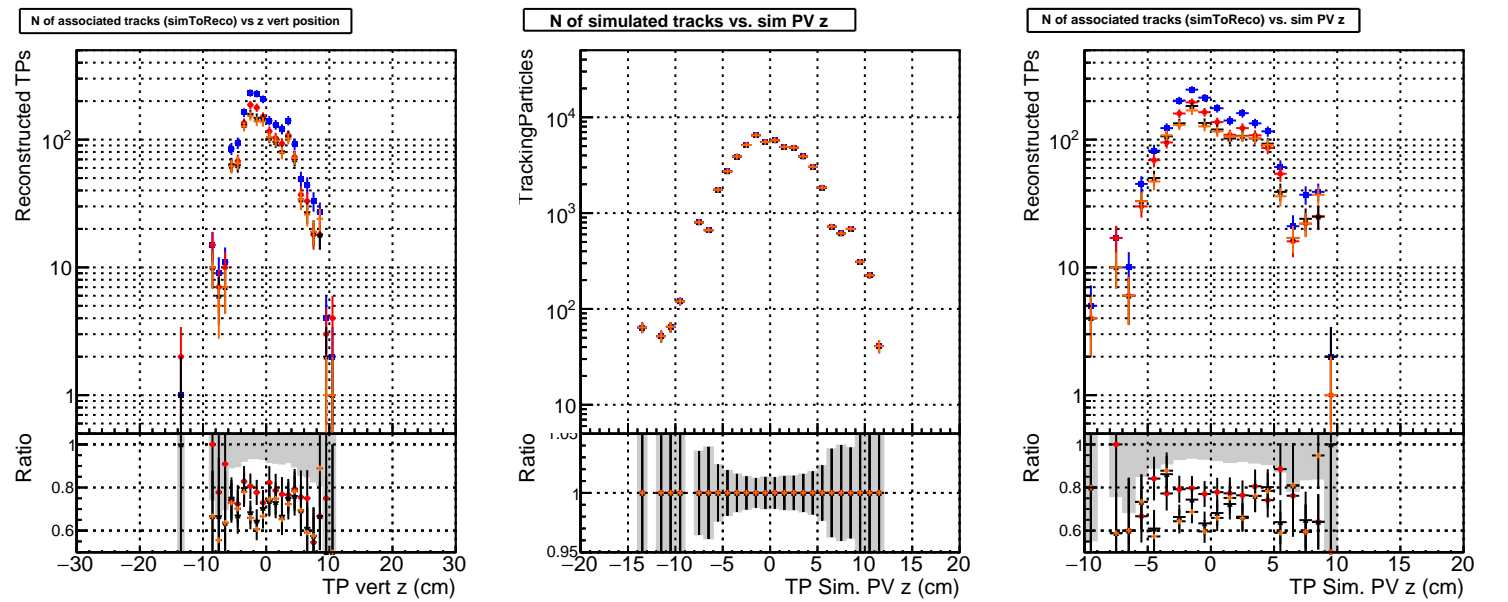 N of associated tracks (simToReco) vs z vert position
Reconstructed TPs
10²
10
1
Ratio
1
0.8
0.6
−30 −20 −10 0 10 20 30
TP vert z (cm)
N of simulated tracks vs. sim PV z
TrackingParticles
10⁴
10³
10²
10
Ratio
1.05
1
0.95
−20 −15 −10 −5 0 5 10 15 20
TP Sim. PV z (cm)
N of associated tracks (simToReco) vs. sim PV z
Reconstructed TPs
10²
10
1
Ratio
1
0.8
0.6
−10 −5 0 5 10 15 20
TP Sim. PV z (cm)